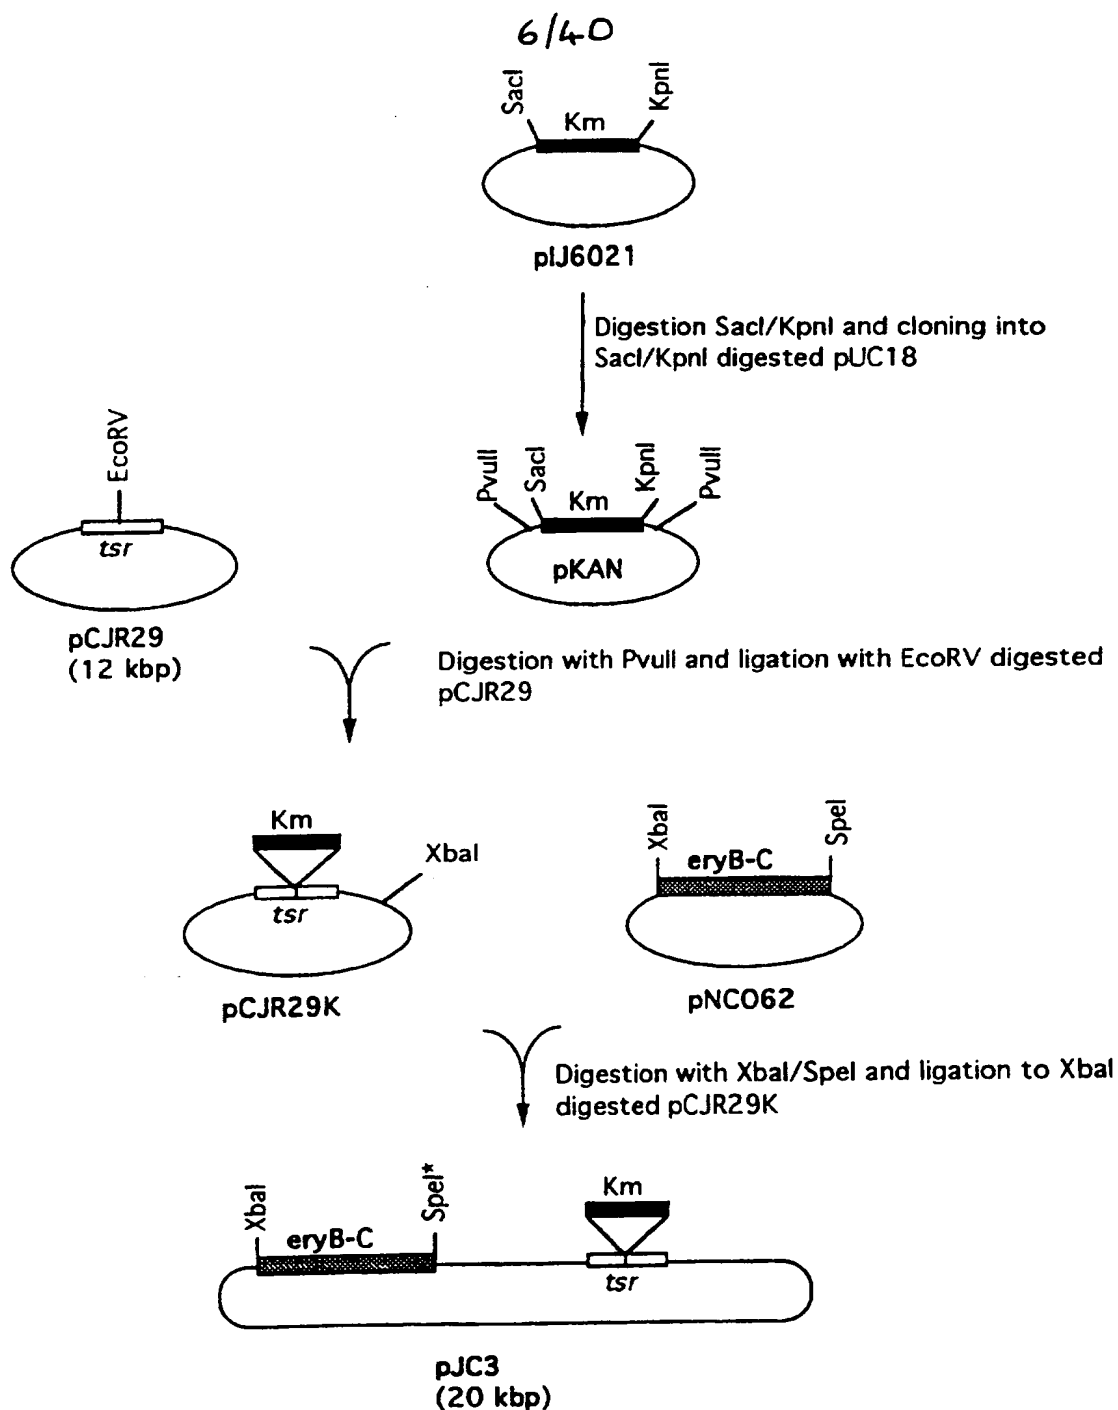 6/40
SacI
Km
KpnI
pIJ6021
Digestion SacI/KpnI and cloning into
SacI/KpnI digested pUC18
EcoRV
tsr
pCJR29
(12 kbp)
PvuII
SacI
Km
KpnI
PvuII
pKAN
Digestion with PvuII and ligation with EcoRV digested
pCJR29
Km
XbaI
tsr
pCJR29K
XbaI
eryB-C
SpeI
pNCO62
Digestion with XbaI/SpeI and ligation to XbaI
digested pCJR29K
XbaI
eryB-C
SpeI*
Km
tsr
pJC3
(20 kbp)